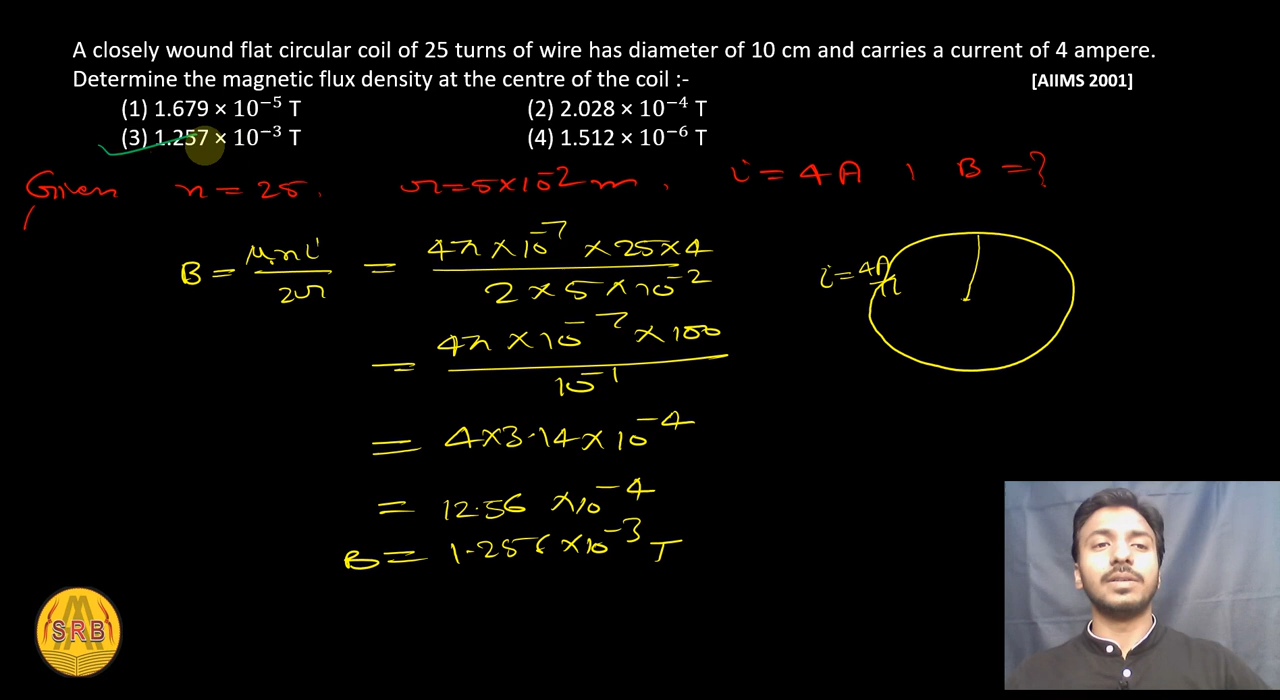 A closely wound flat circular coil of 25 turns of wire has diameter of 10 cm and carries a current of 4 ampere.
Determine the magnetic flux density at the centre of the coil :- [AIIMS 2001]
(1) 1.679 × 10⁻⁵ T (2) 2.028 × 10⁻⁴ T
(3) 1.257 × 10⁻³ T (4) 1.512 × 10⁻⁶ T
Given n = 25, r = 5×10⁻² m, i = 4A, B = ?
B = μ₀ni / 2r = 4π × 10⁻⁷ × 25 × 4 / 2 × 5 × 10⁻²
i = 4A
= 4π × 10⁻⁷ × 100 / 10⁻¹
= 4×3.14×10⁻⁴
= 12.56 ×10⁻⁴
B = 1.256 ×10⁻³ T
SRB